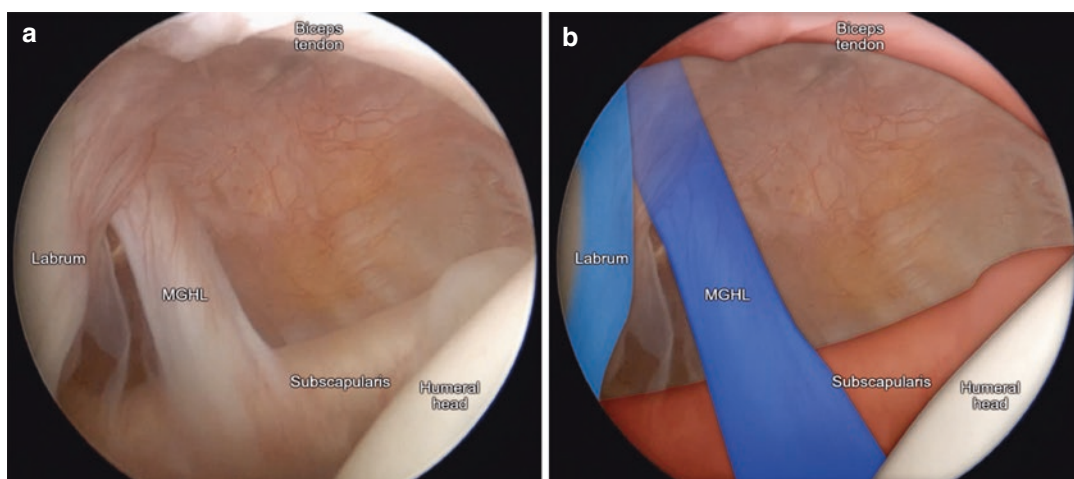 a
Biceps
tendon
Labrum
MGHL
Subscapularis
Humeral
head
b
Biceps
tendon
Labrum
MGHL
Subscapularis
Humeral
head